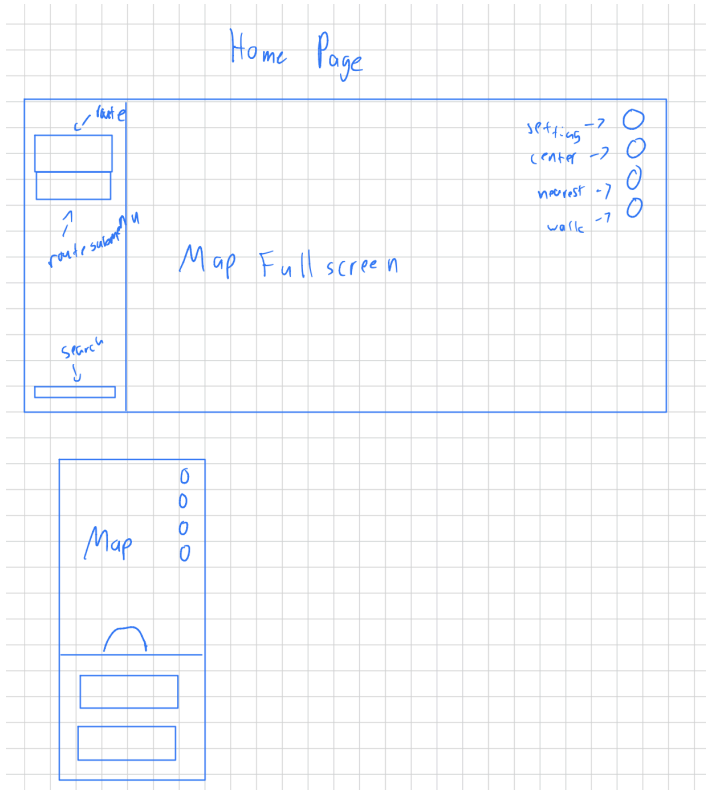 Home Page
route
setting ->
center ->
nearest ->
walk ->
route submenu
Map Full screen
search
Map